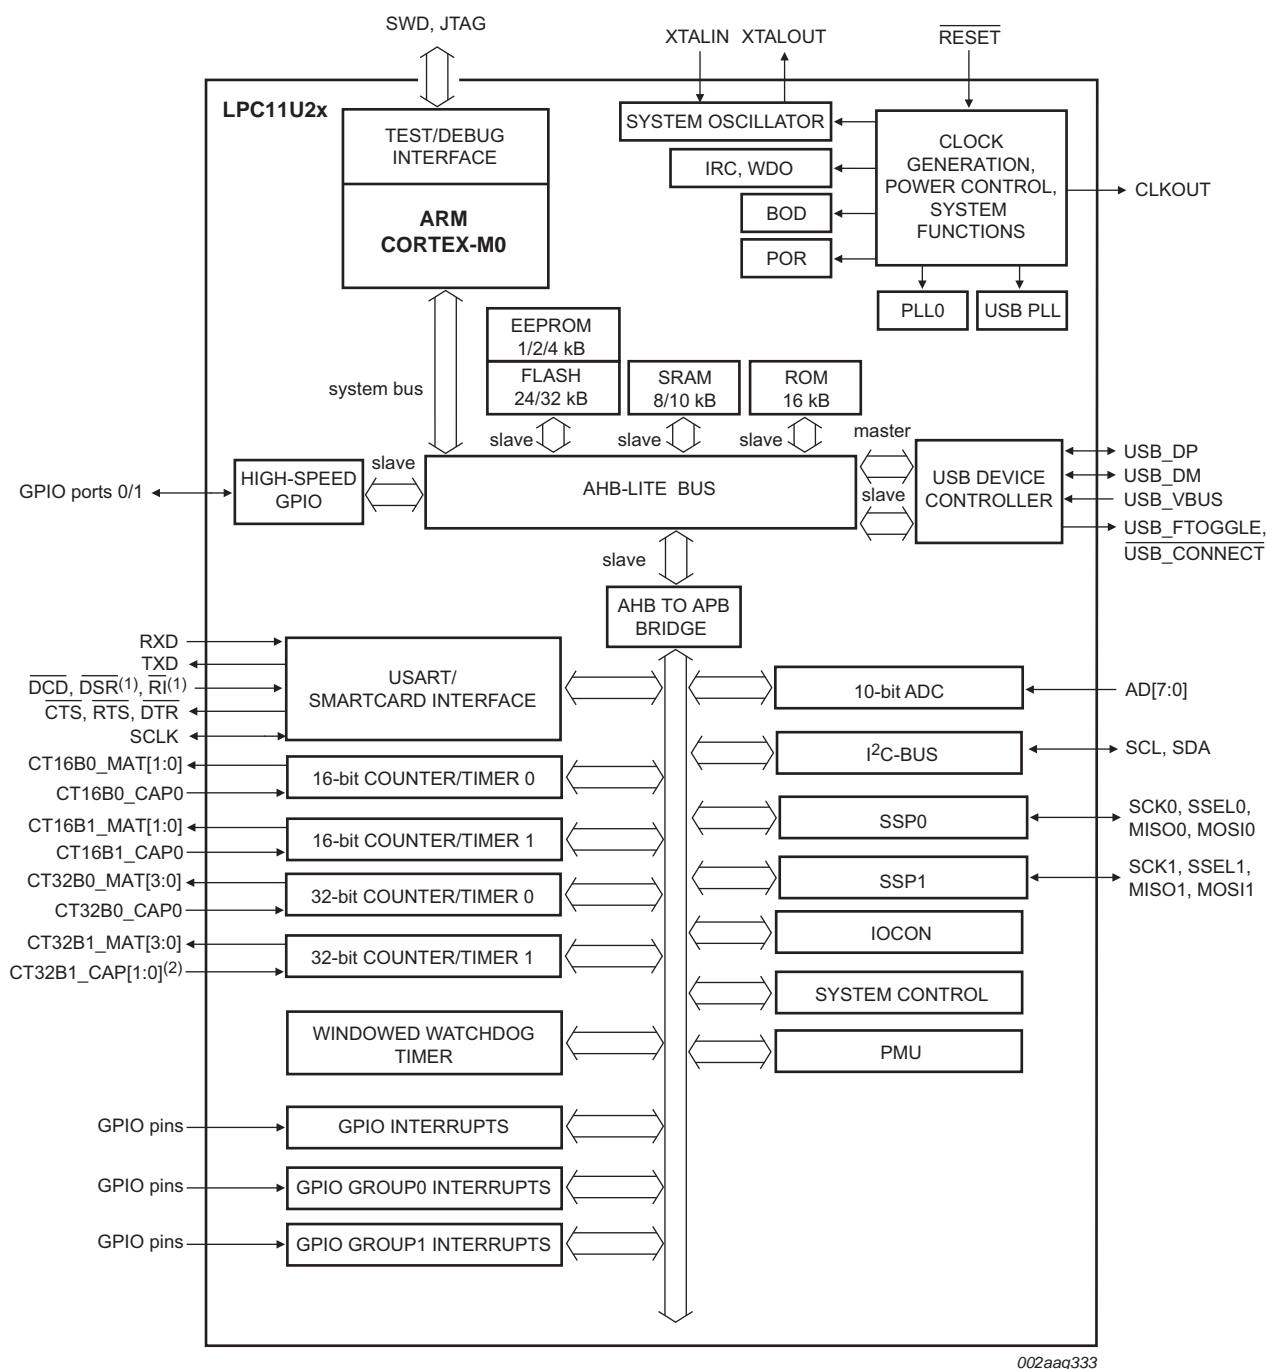 SWD, JTAG
XTALIN XTALOUT
RESET
LPC11U2x
TEST/DEBUG
INTERFACE
ARM
CORTEX-M0
SYSTEM OSCILLATOR
IRC, WDO
BOD
POR
CLOCK
GENERATION,
POWER CONTROL,
SYSTEM
FUNCTIONS
CLKOUT
PLL0
USB PLL
system bus
EEPROM
1/2/4 kB
FLASH
24/32 kB
SRAM
8/10 kB
ROM
16 kB
slave
slave
slave
master
slave
slave
GPIO ports 0/1
HIGH-SPEED
GPIO
AHB-LITE BUS
USB DEVICE
CONTROLLER
USB_DP
USB_DM
USB_VBUS
USB_FTOGGLE,
USB_CONNECT
slave
AHB TO APB
BRIDGE
RXD
TXD
DCD, DSR(1), RI(1)
CTS, RTS, DTR
SCLK
USART/
SMARTCARD INTERFACE
CT16B0_MAT[1:0]
CT16B0_CAP0
16-bit COUNTER/TIMER 0
CT16B1_MAT[1:0]
CT16B1_CAP0
16-bit COUNTER/TIMER 1
CT32B0_MAT[3:0]
CT32B0_CAP0
32-bit COUNTER/TIMER 0
CT32B1_MAT[3:0]
CT32B1_CAP[1:0](2)
32-bit COUNTER/TIMER 1
WINDOWED WATCHDOG
TIMER
GPIO pins
GPIO INTERRUPTS
GPIO pins
GPIO GROUP0 INTERRUPTS
GPIO pins
GPIO GROUP1 INTERRUPTS
10-bit ADC
AD[7:0]
I2C-BUS
SCL, SDA
SSP0
SCK0, SSEL0,
MISO0, MOSI0
SSP1
SCK1, SSEL1,
MISO1, MOSI1
IOCON
SYSTEM CONTROL
PMU
002aag333